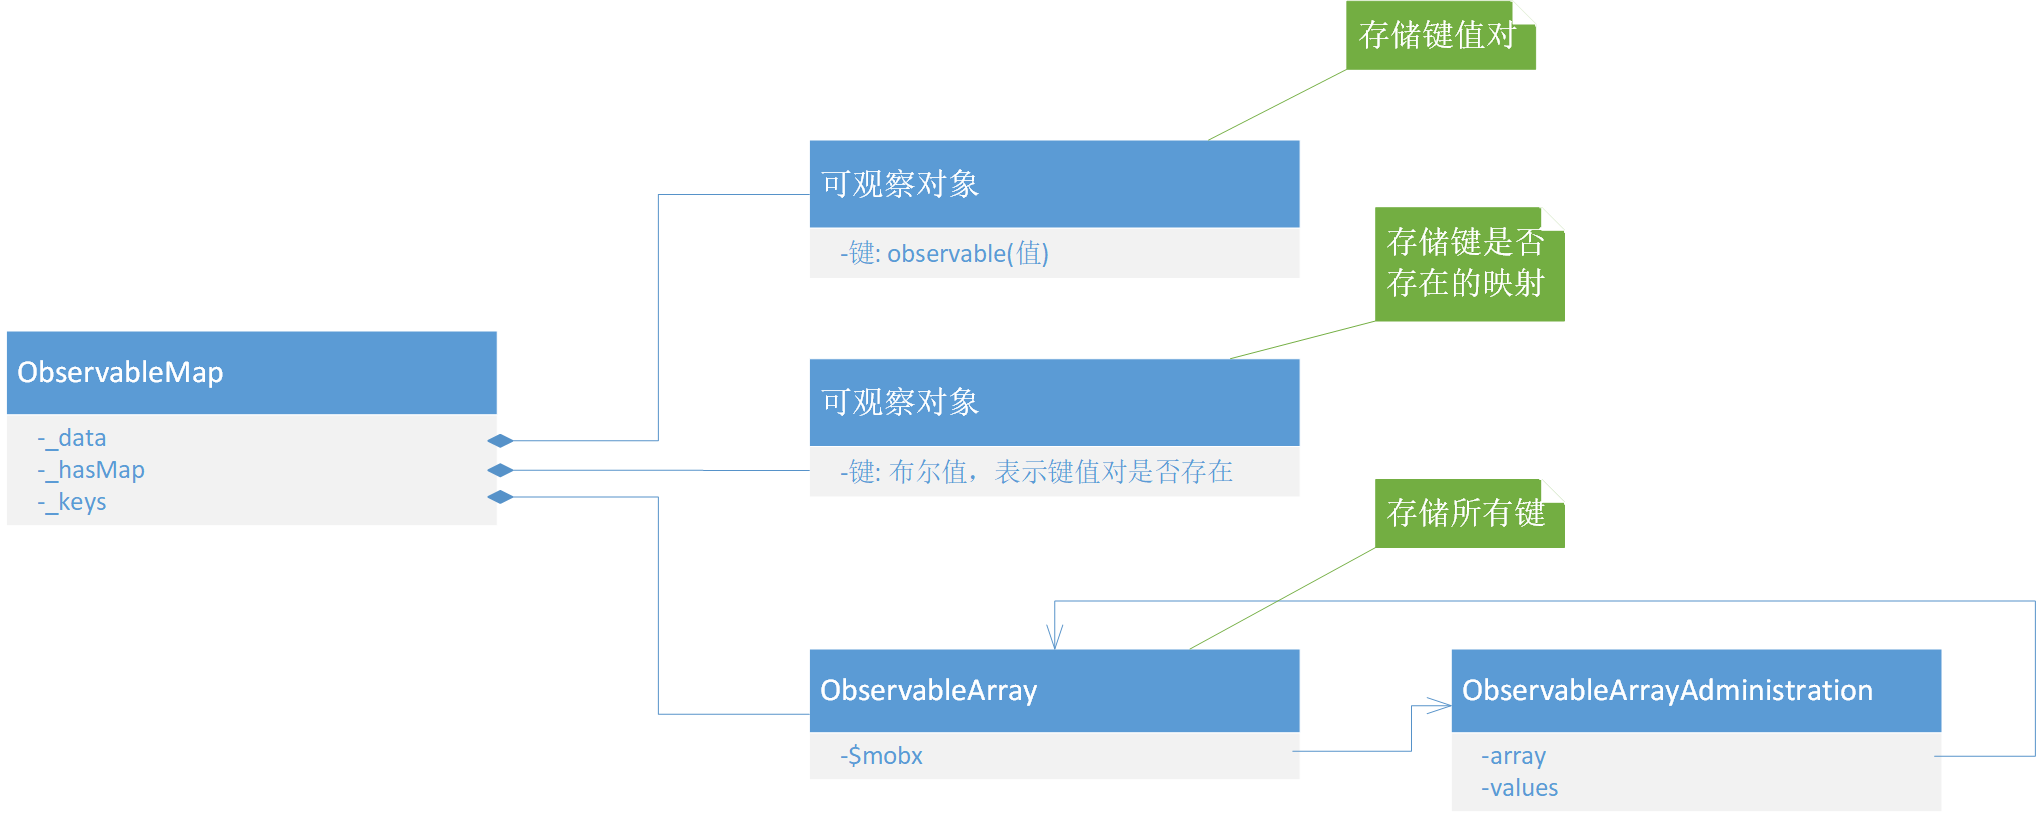 存储键值对
可观察对象
-键: observable(值)
存储键是否
存在的映射
ObservableMap
-_data
-_hasMap
-_keys
可观察对象
-键: 布尔值，表示键值对是否存在
存储所有键
ObservableArray
-$mobx
ObservableArrayAdministration
-array
-values